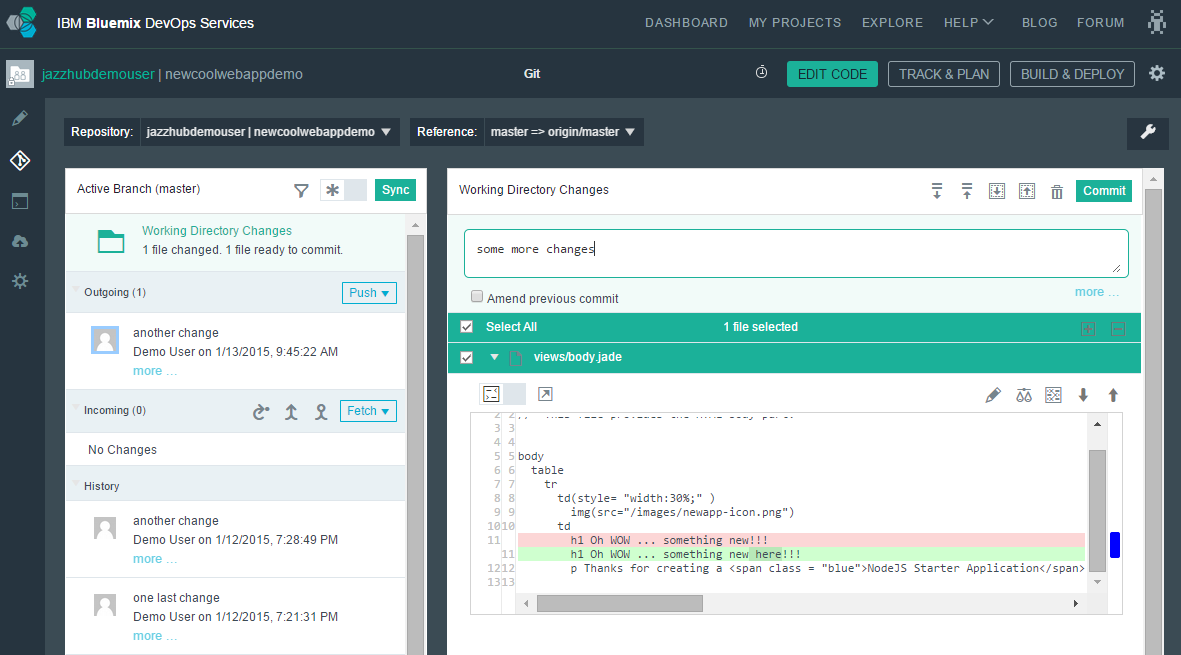 IBM Bluemix DevOps Services
DASHBOARD MY PROJECTS EXPLORE HELP BLOG FORUM
jazzhubdemouser | newcoolwebappdemo
Git
EDIT CODE TRACK & PLAN BUILD & DEPLOY
Repository: jazzhubdemouser | newcoolwebappdemo
Reference: master => origin/master
Active Branch (master)
Sync
Working Directory Changes
1 file changed. 1 file ready to commit.
Outgoing (1)
Push
another change
Demo User on 1/13/2015, 9:45:22 AM
more ...
Incoming (0)
Fetch
No Changes
History
another change
Demo User on 1/12/2015, 7:28:49 PM
more ...
one last change
Demo User on 1/12/2015, 7:21:31 PM
more ...
Working Directory Changes
Commit
some more changes
Amend previous commit
more ...
Select All
1 file selected
views/body.jade
2 2
3 3
4 4
5 5 body
6 6 table
7 7 tr
8 8 td(style= "width:30%;" )
9 9 img(src="/images/newapp-icon.png")
10 10 td
11 h1 Oh WOW ... something new!!!
11 h1 Oh WOW ... something new here!!!
12 12 p Thanks for creating a <span class = "blue">NodeJS Starter Application</span>
13 13